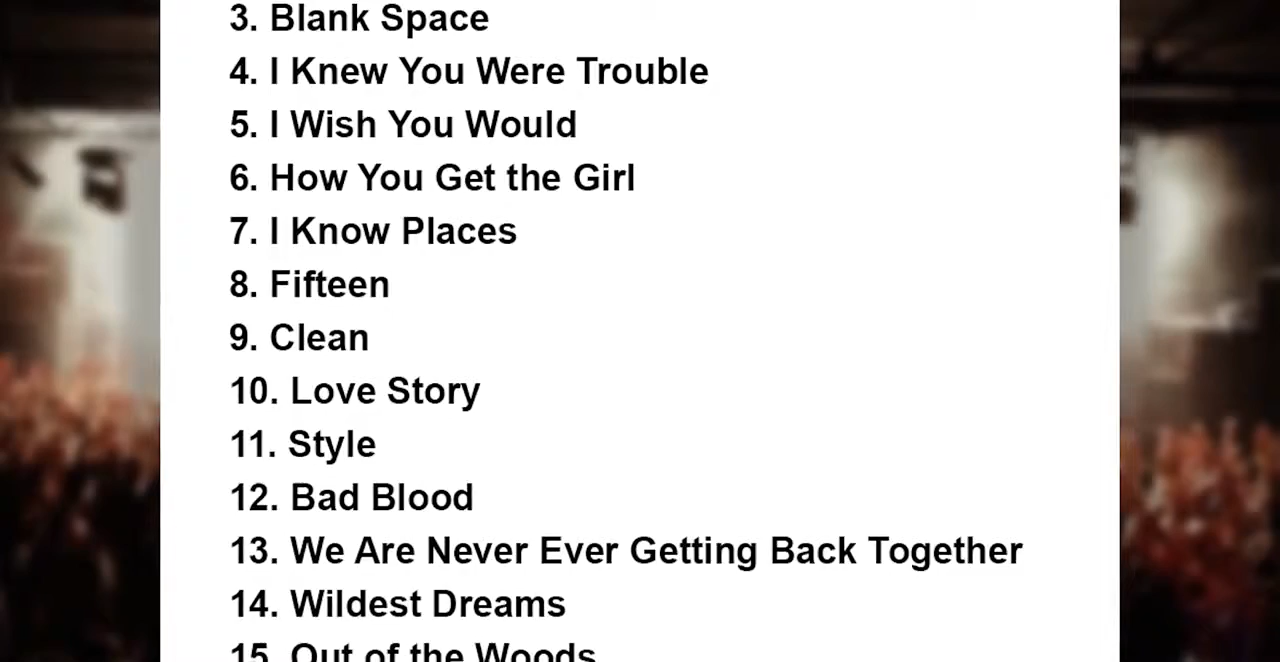 3. Blank Space
4. I Knew You Were Trouble
5. I Wish You Would
6. How You Get the Girl
7. I Know Places
8. Fifteen
9. Clean
10. Love Story
11. Style
12. Bad Blood
13. We Are Never Ever Getting Back Together
14. Wildest Dreams
15. Out of the Woods